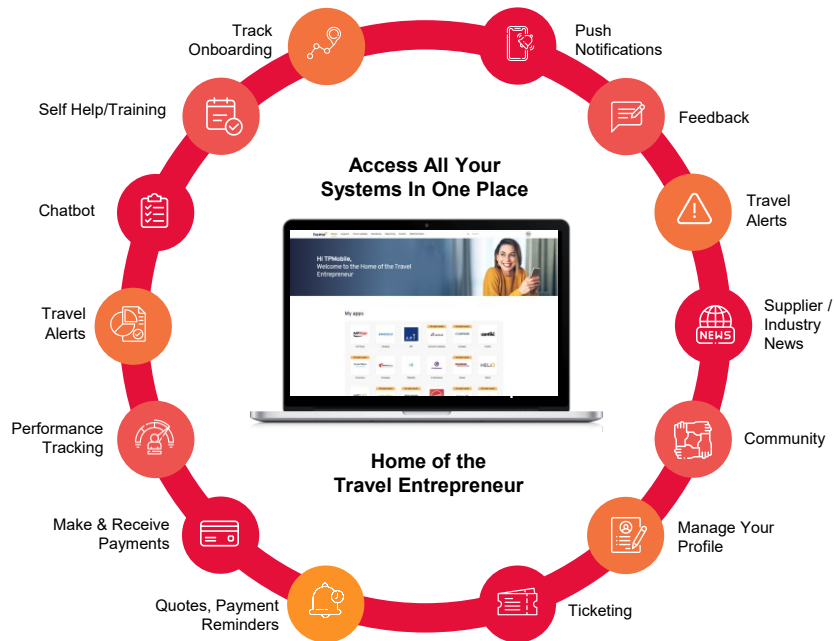 Track
Onboarding
Push
Notifications
Self Help/Training
Feedback
Access All Your
Systems In One Place
Chatbot
Travel
Alerts
home
Hi TPMobile,
Welcome to the Home of the Travel
Entrepreneur
My apps
HELiO
Travel
Alerts
Supplier /
Industry
News
NEWS
Performance
Tracking
Community
Home of the
Travel Entrepreneur
Make & Receive
Payments
Manage Your
Profile
Quotes, Payment
Reminders
Ticketing